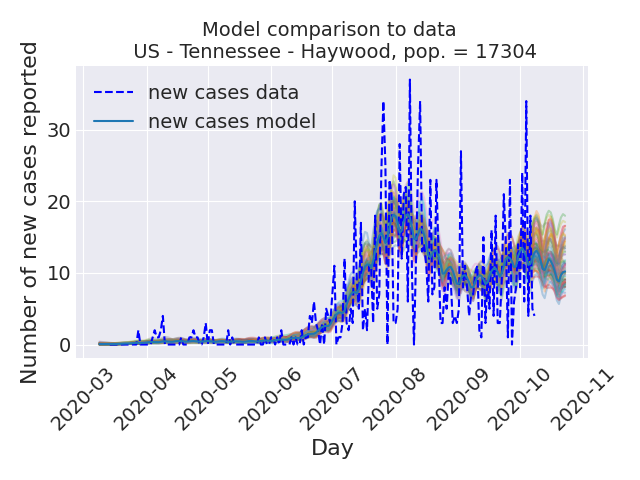 Model comparison to data
US - Tennessee - Haywood, pop. = 17304
new cases data
new cases model
Number of new cases reported
30
20
10
0
2020-03
2020-04
2020-05
2020-06
2020-07
2020-08
2020-09
2020-10
2020-11
Day